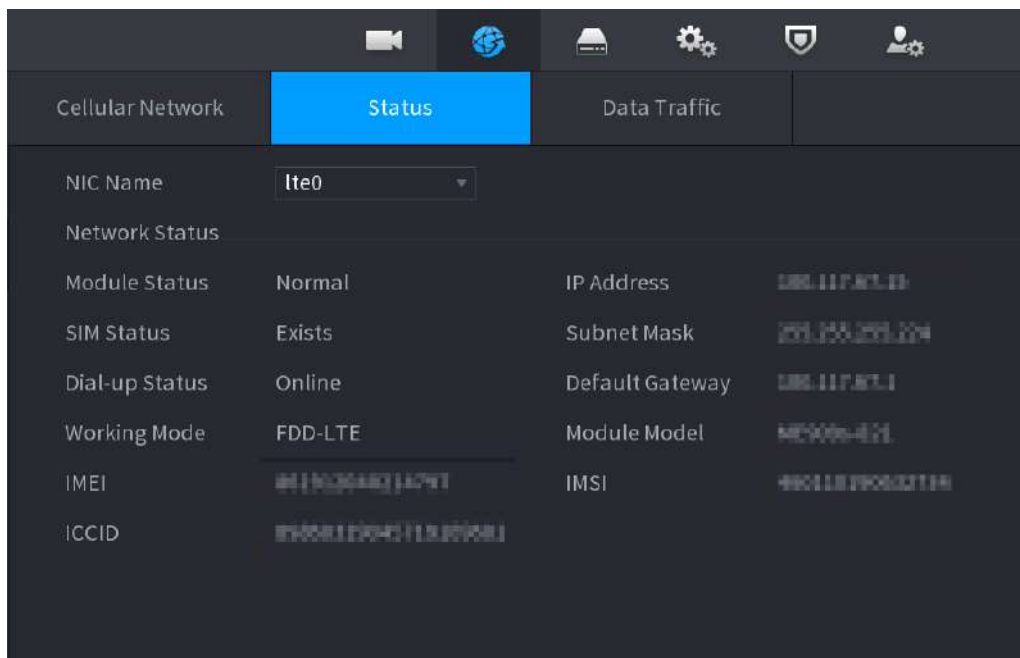 Cellular Network Status Data Traffic
NIC Name lte0
Network Status
Module Status Normal IP Address
SIM Status Exists Subnet Mask
Dial-up Status Online Default Gateway
Working Mode FDD-LTE Module Model
IMEI IMSI
ICCID